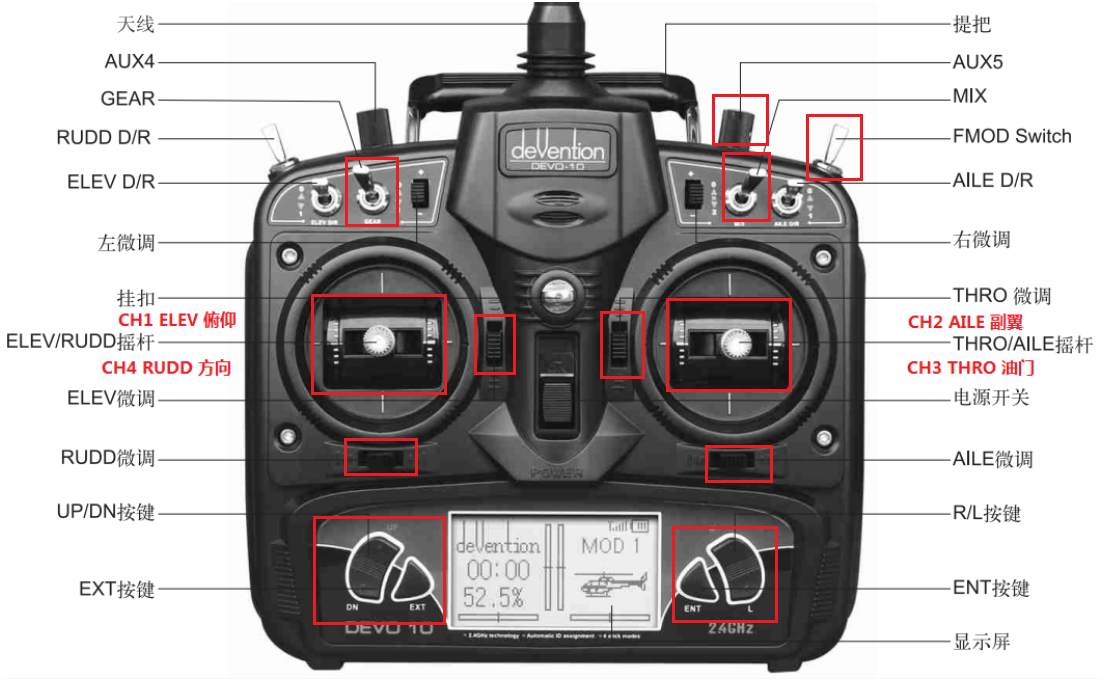 天线
AUX4
GEAR
RUDD D/R
ELEV D/R
左微调
挂扣
CH1 ELEV 俯仰
ELEV/RUDD摇杆
CH4 RUDD 方向
ELEV微调
RUDD微调
UP/DN按键
EXT按键
提把
AUX5
MIX
FMOD Switch
AILE D/R
右微调
THRO 微调
CH2 AILE 副翼
THRO/AILE摇杆
CH3 THRO 油门
电源开关
AILE微调
R/L按键
ENT按键
显示屏
deVention
DEVO-10
ELEV D/R
GEAR
MIX
AILE D/R
POWER
UP
DN
EXT
deVention
00:00
52.5%
MOD 1
ENT
L
DEVO 10
2.4GHz
~ 2.4GHz technology ~ Automatic ID assignment